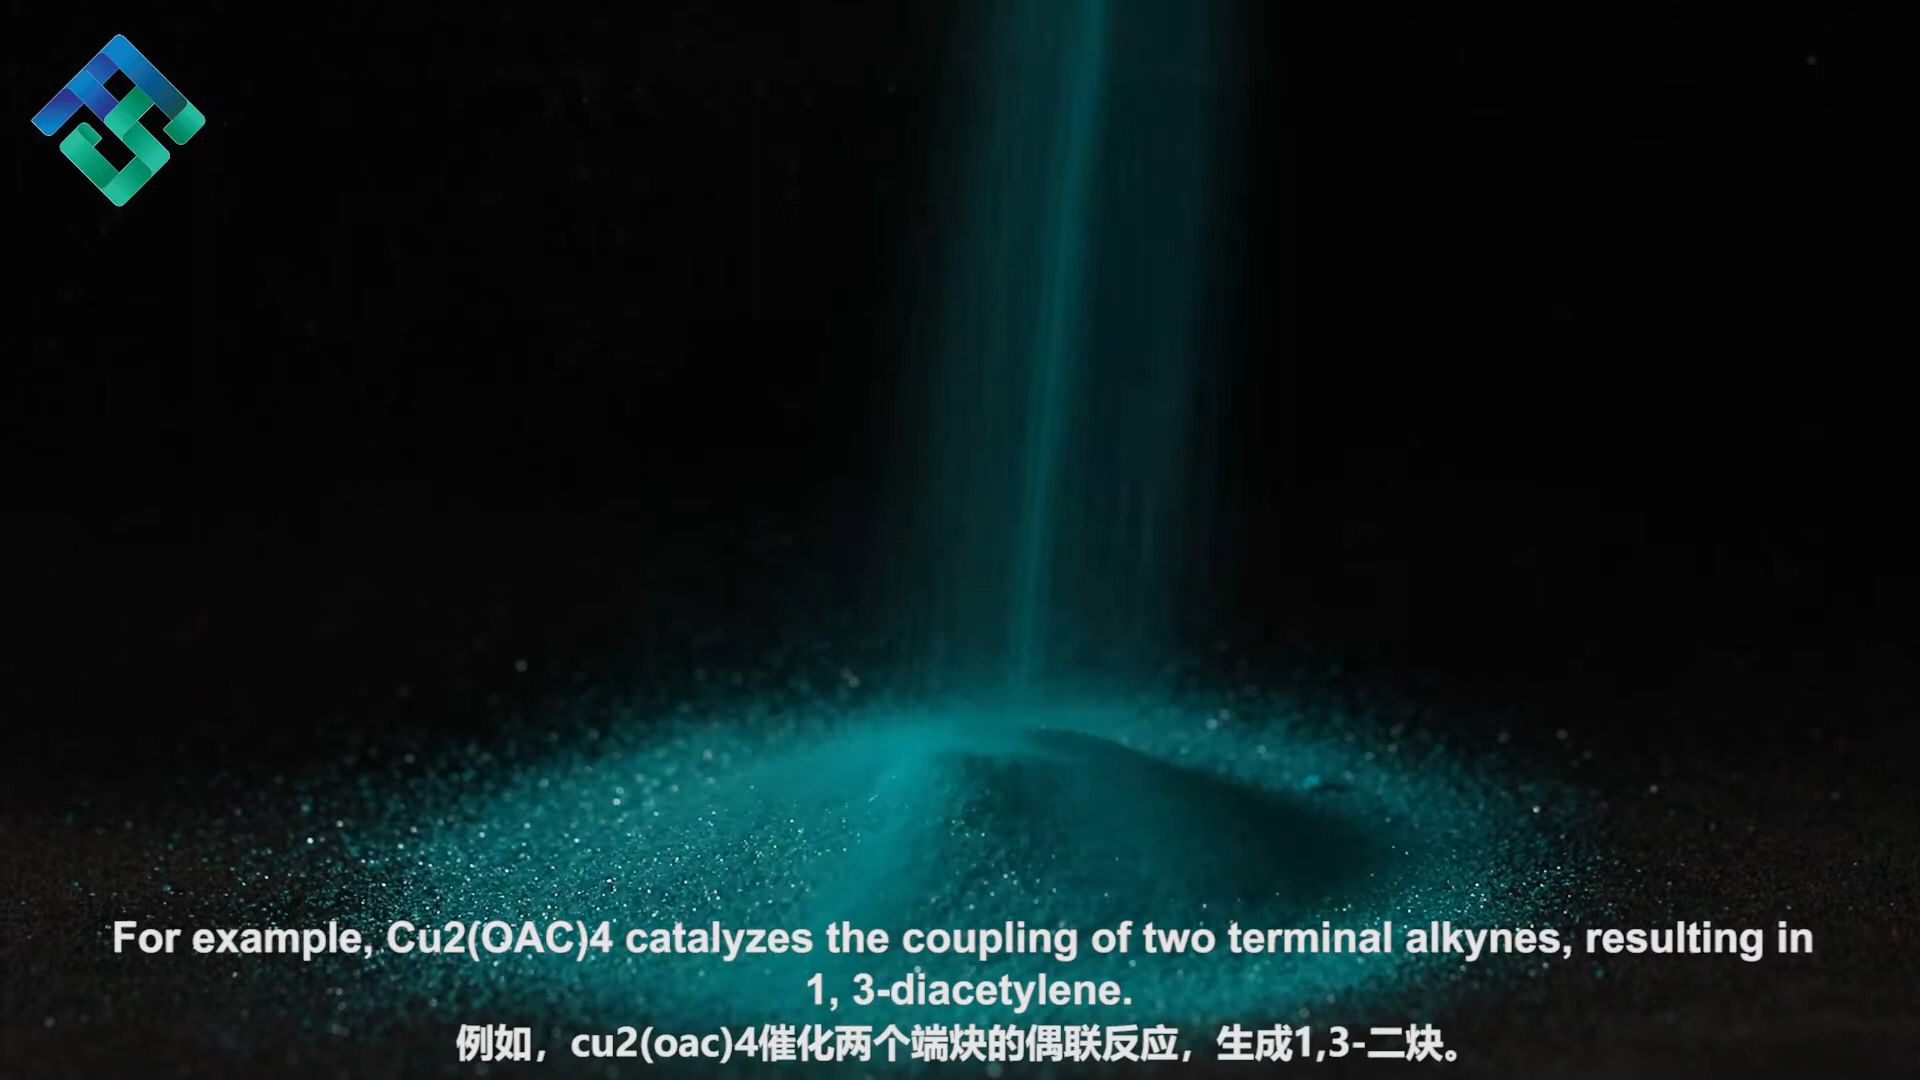 For example, Cu2(OAC)4 catalyzes the coupling of two terminal alkynes, resulting in
1, 3-diacetylene.
例如，cu2(oac)4催化两个端炔的偶联反应，生成1,3-二炔。